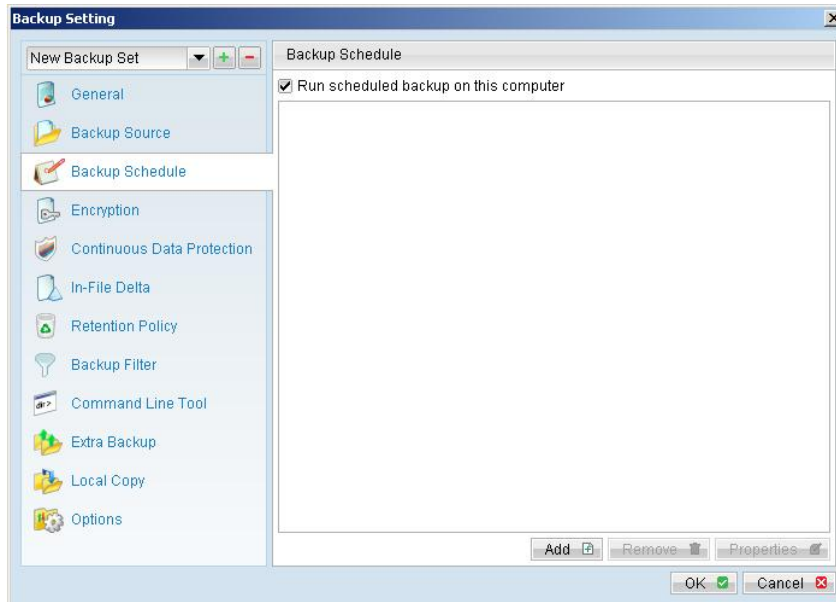 Backup Setting
New Backup Set
General
Backup Source
Backup Schedule
Encryption
Continuous Data Protection
In-File Delta
Retention Policy
Backup Filter
Command Line Tool
Extra Backup
Local Copy
Options
Backup Schedule
Run scheduled backup on this computer
Add
Remove
Properties
OK
Cancel